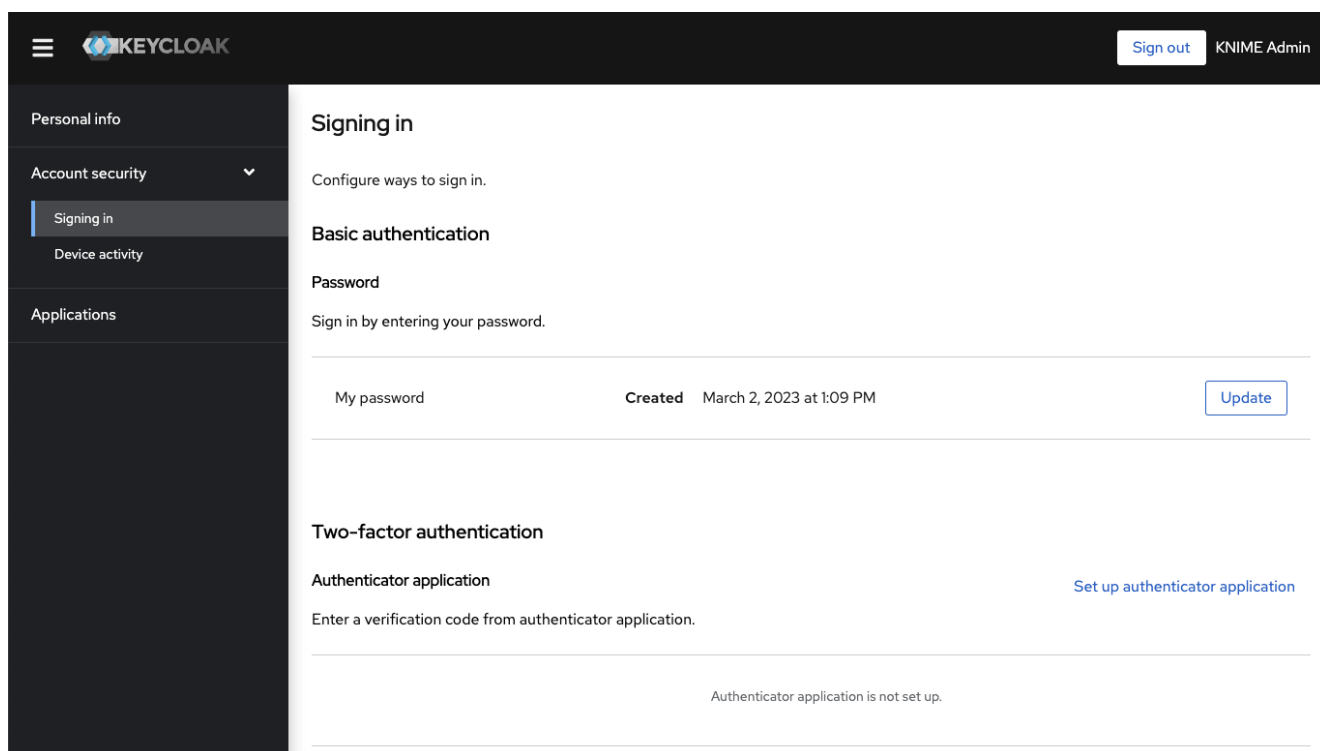 KEYCLOAK
Sign out
KNIME Admin
Personal info
Account security
Signing in
Device activity
Applications
Signing in
Configure ways to sign in.
Basic authentication
Password
Sign in by entering your password.
My password Created March 2, 2023 at 1:09 PM Update
Two-factor authentication
Authenticator application
Set up authenticator application
Enter a verification code from authenticator application.
Authenticator application is not set up.